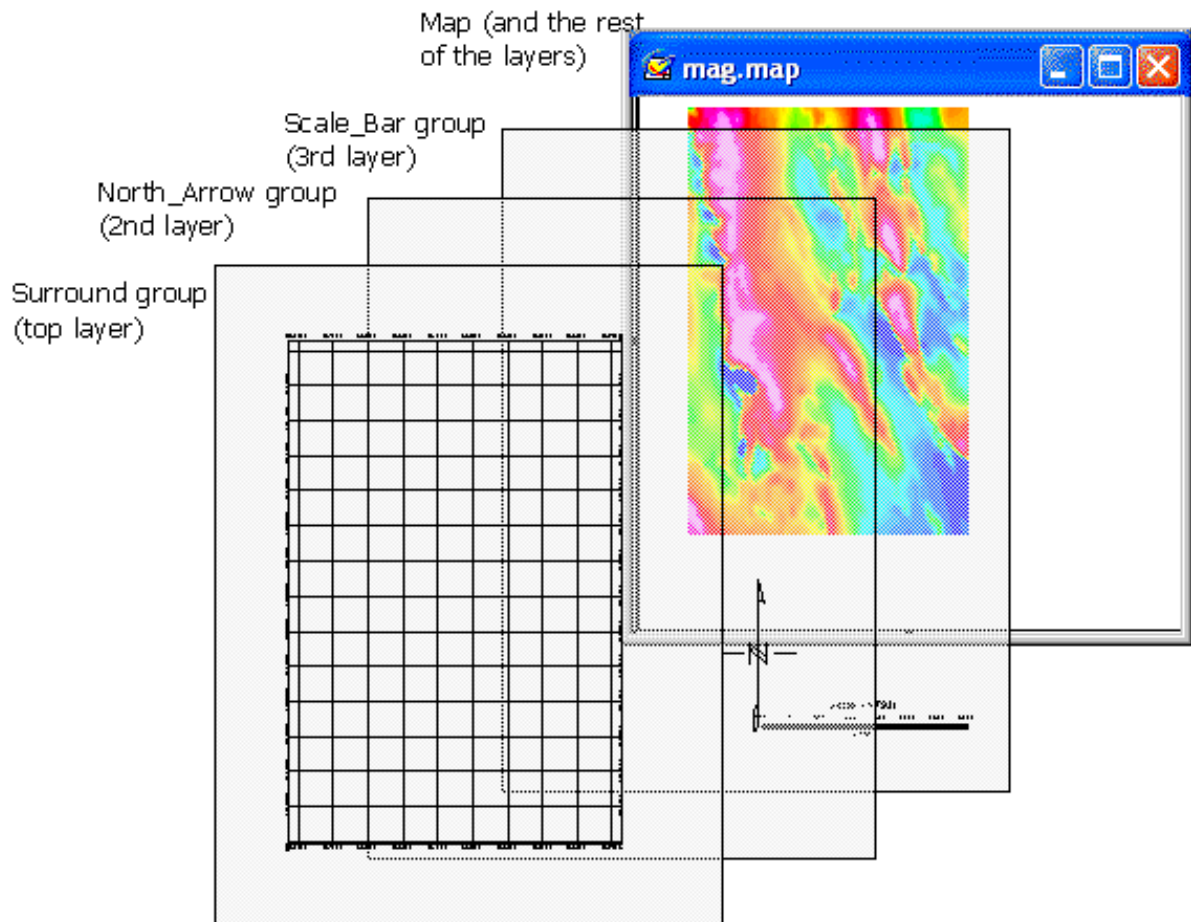 Map (and the rest
of the layers)
mag.map
Scale_Bar group
(3rd layer)
North_Arrow group
(2nd layer)
Surround group
(top layer)
N